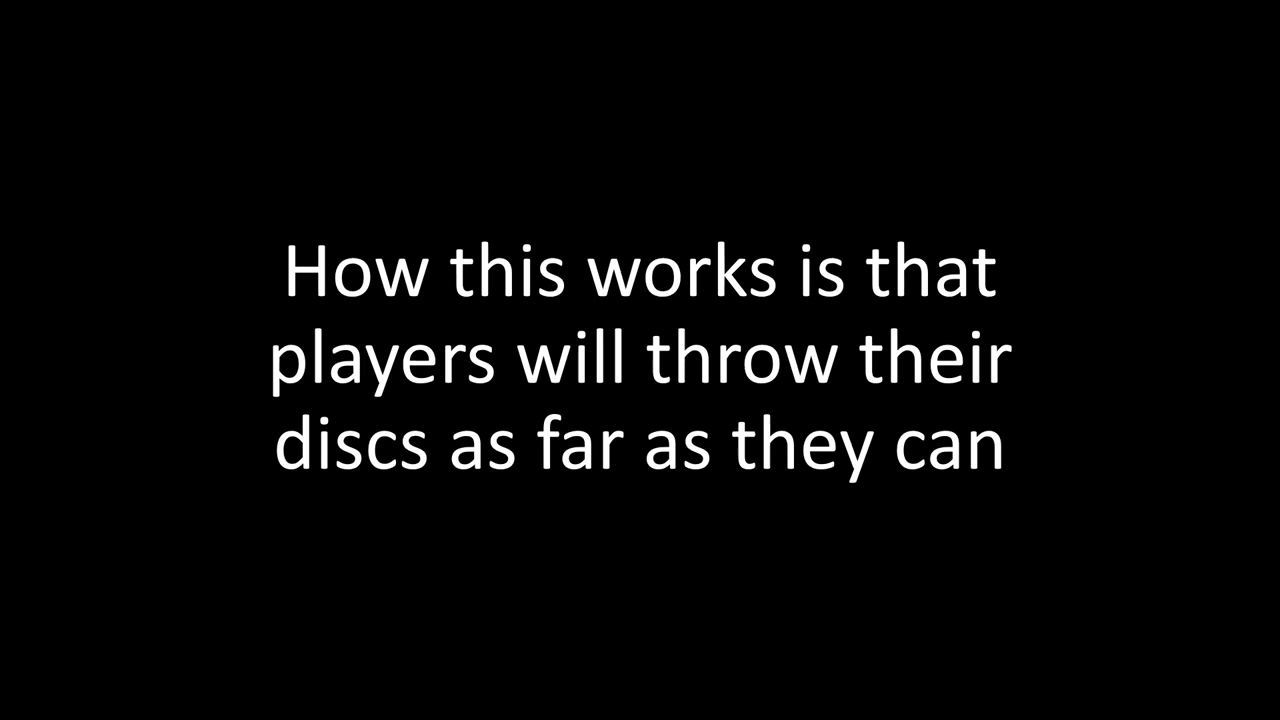 How this works is that
players will throw their
discs as far as they can